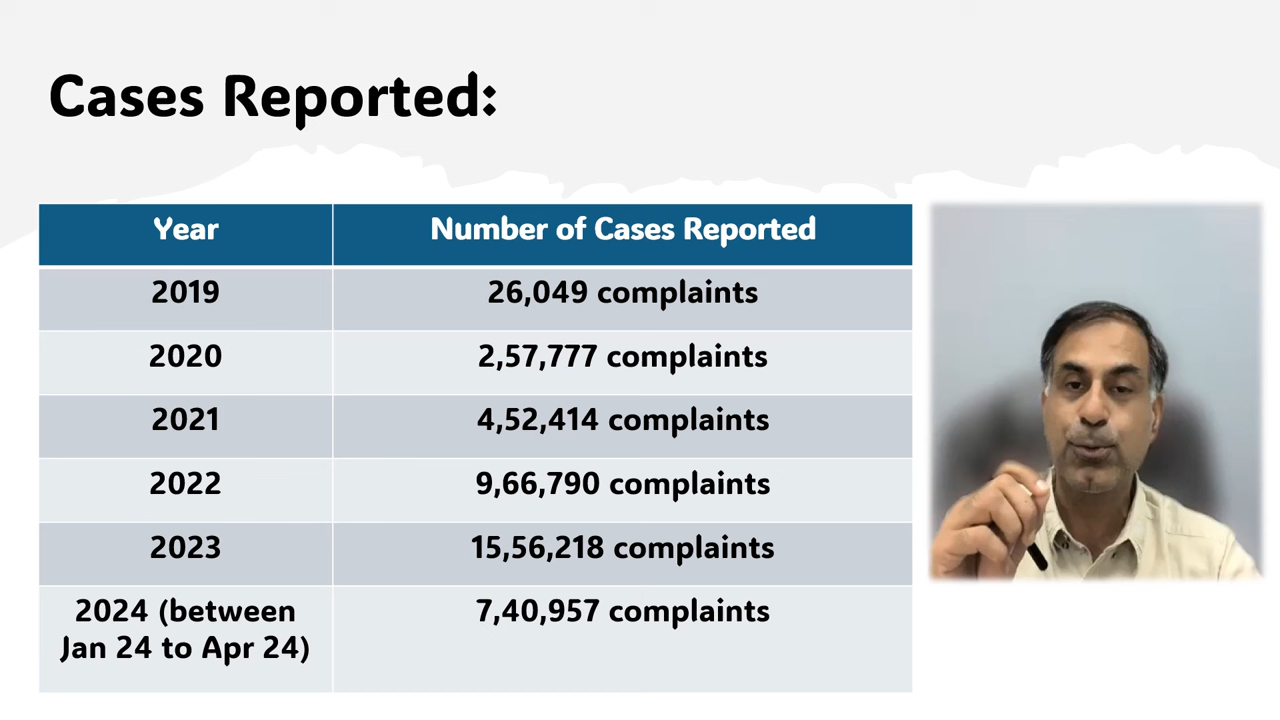 Cases Reported:
Year Number of Cases Reported
2019 26,049 complaints
2020 2,57,777 complaints
2021 4,52,414 complaints
2022 9,66,790 complaints
2023 15,56,218 complaints
2024 (between 7,40,957 complaints
Jan 24 to Apr 24)